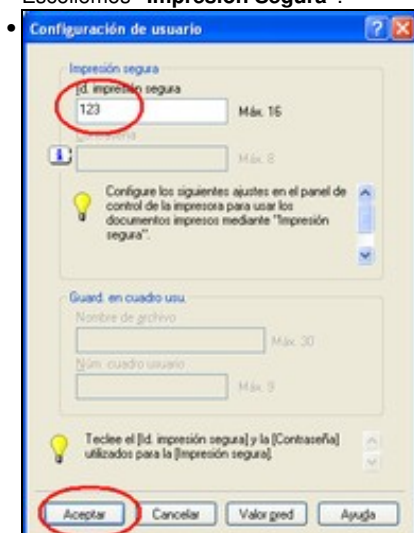 Escollemos "Impresión Segura".
Configuración de usuario
Impresión segura
Id. impresión segura
123
Máx. 16
Contraseña
Máx. 8
Configure los siguientes ajustes en el panel de
control de la impresora para usar los
documentos impresos mediante "Impresión
segura".
Guard. en cuadro usu.
Nombre de archivo
Máx. 30
Núm. cuadro usuario
Máx. 9
Teclee el [Id. impresión segura] y la [Contraseña]
utilizados para la [Impresión segura].
Aceptar
Cancelar
Valor pred
Ayuda